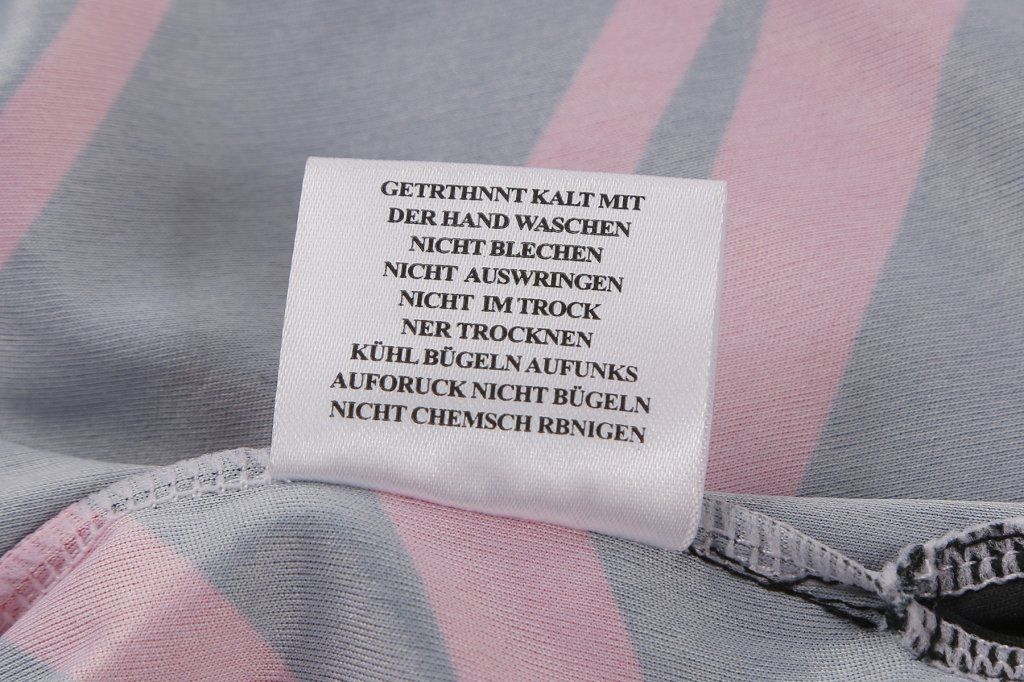 GETRTHNNT KALT MIT
DER HAND WASCHEN
NICHT BLECHEN
NICHT AUSWRINGEN
NICHT IM TROCK
NER TROCKNEN
KÜHL BÜGELN AUFUNKS
AUFORUCK NICHT BÜGELN
NICHT CHEMSCH RBNIGEN